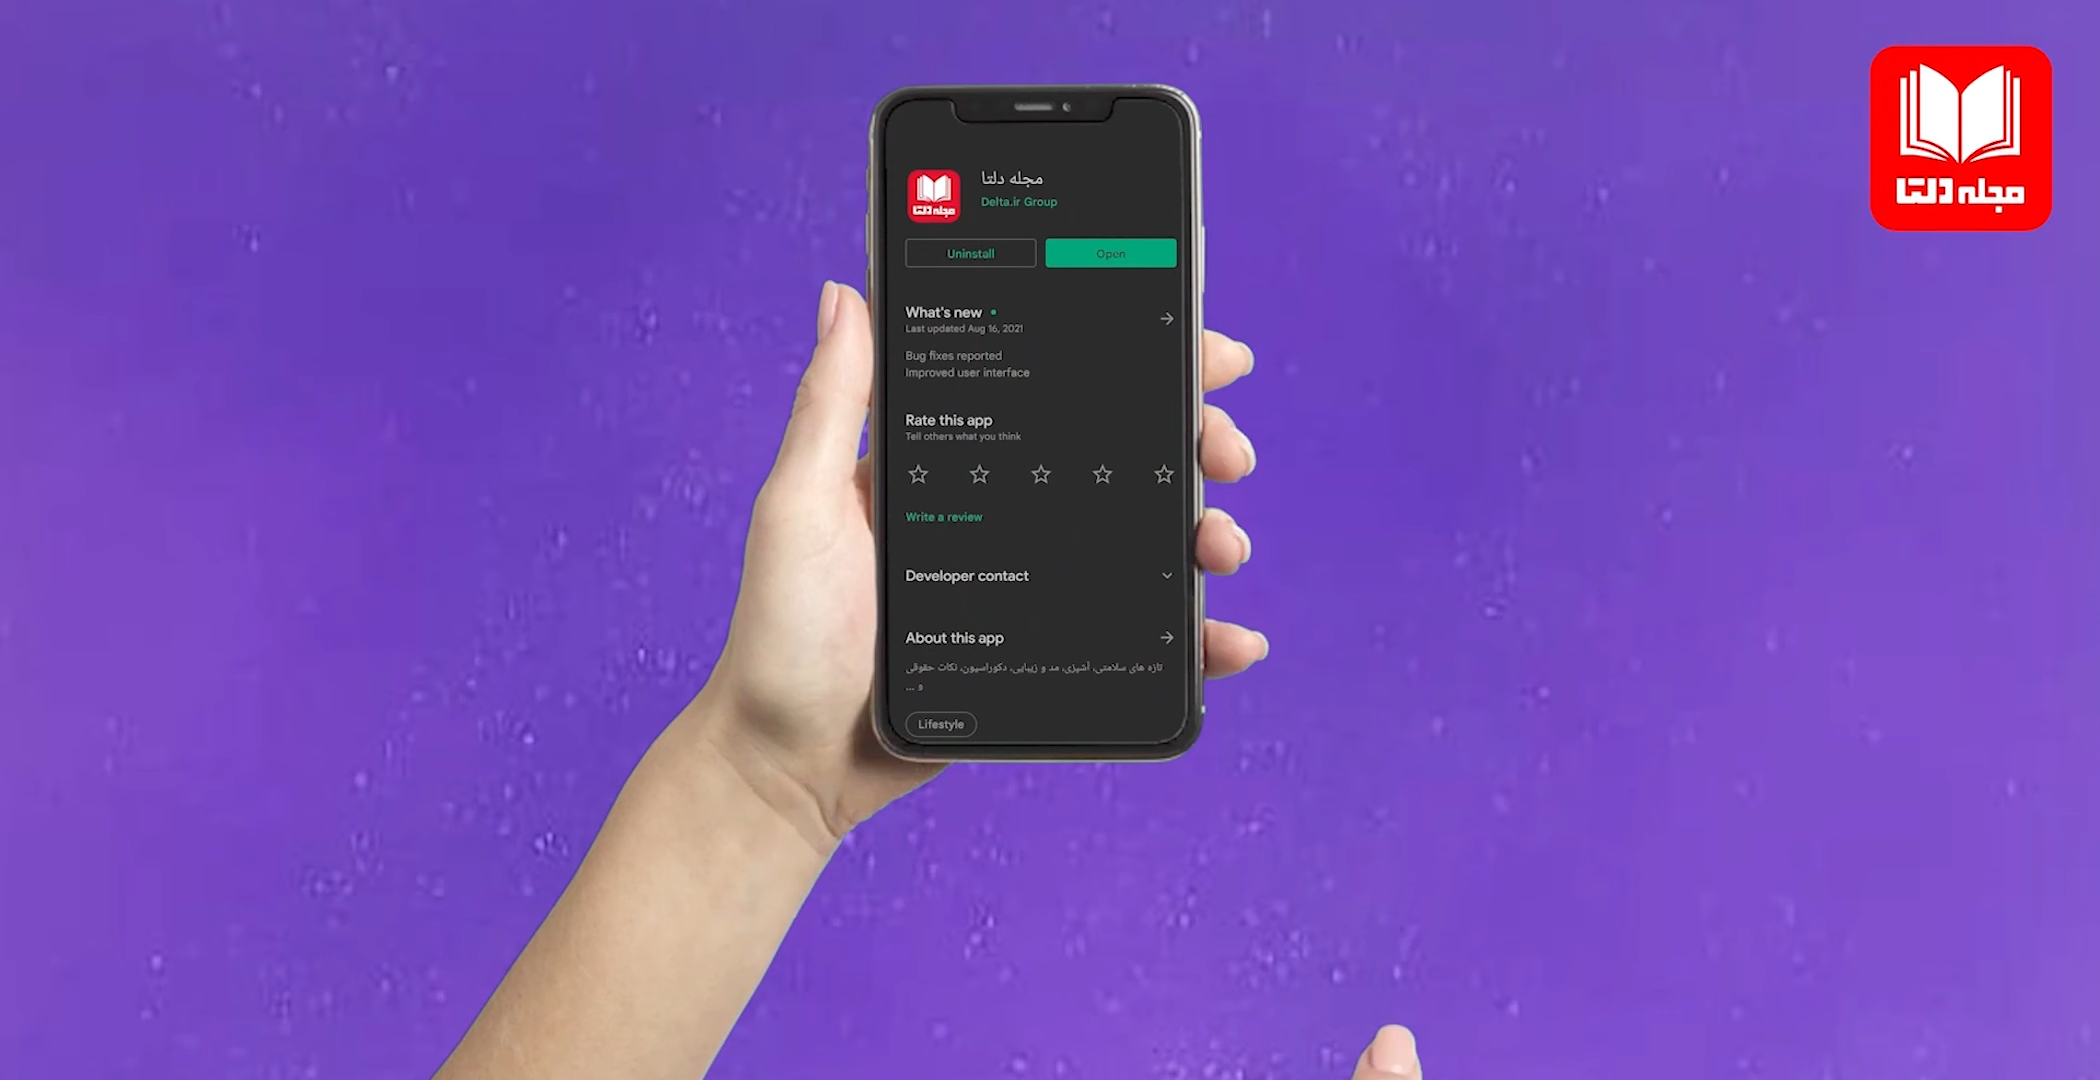 مجله دلتا
مجله دلتا
مجله دلتا
Delta.ir Group
Uninstall
Open
What's new
Last updated Aug 16, 2021
Bug fixes reported
Improved user interface
Rate this app
Tell others what you think
Write a review
Developer contact
About this app
تازه های سلامتی، آشپزی، مد و زیبایی، دکوراسیون، نکات حقوقی
و ...
Lifestyle